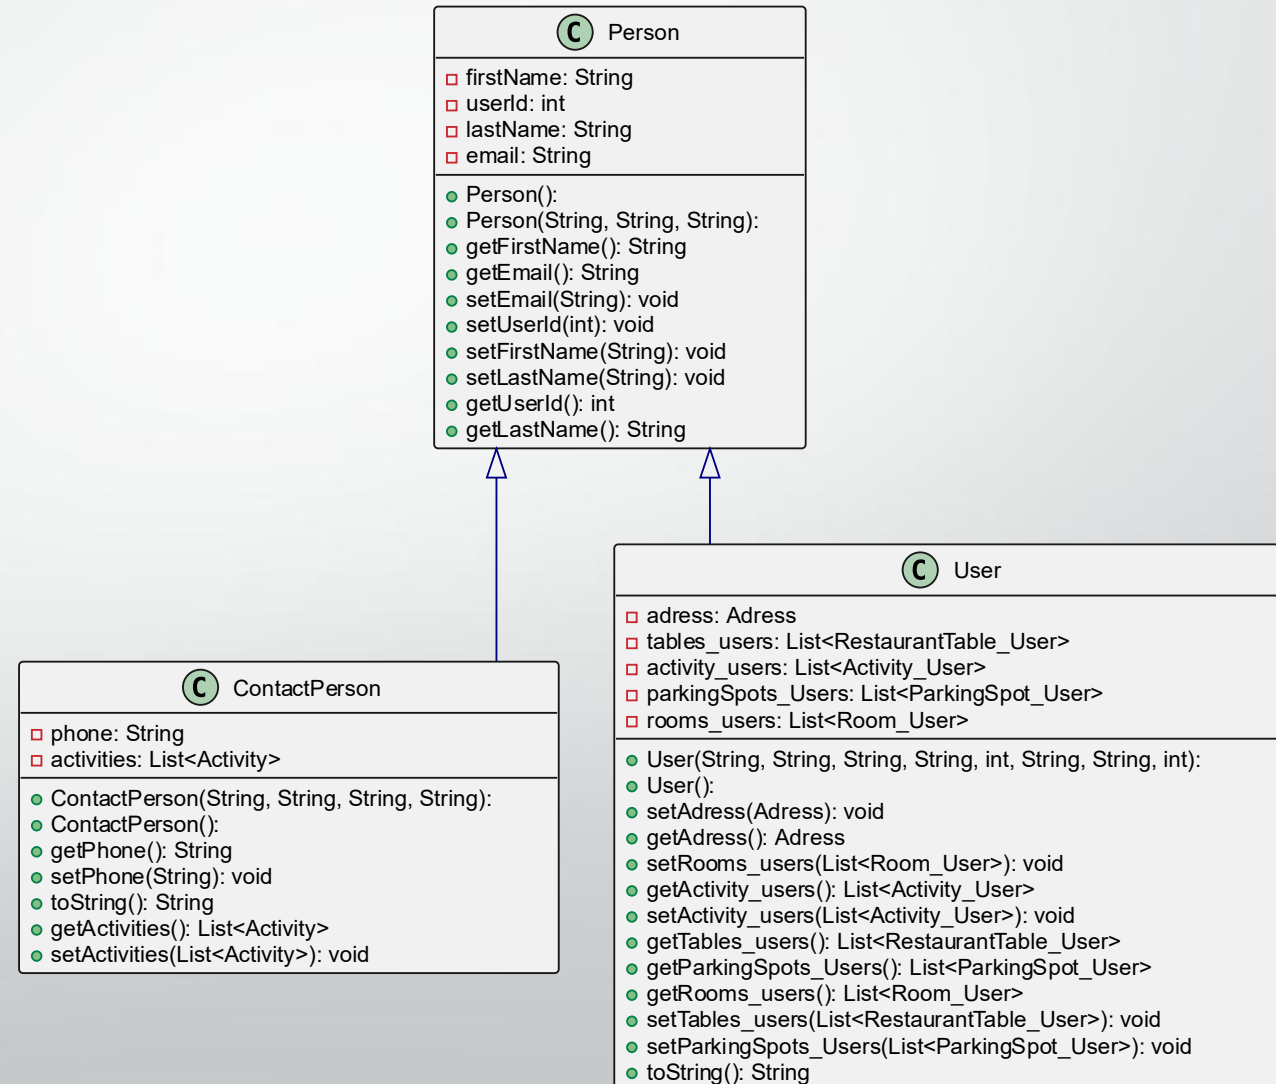 C Person
firstName: String
userId: int
lastName: String
email: String
Person():
Person(String, String, String):
getFirstName(): String
getEmail(): String
setEmail(String): void
setUserId(int): void
setFirstName(String): void
setLastName(String): void
getUserId(): int
getLastName(): String
C ContactPerson
phone: String
activities: List<Activity>
ContactPerson(String, String, String, String):
ContactPerson():
getPhone(): String
setPhone(String): void
toString(): String
getActivities(): List<Activity>
setActivities(List<Activity>): void
C User
adress: Adress
tables_users: List<RestaurantTable_User>
activity_users: List<Activity_User>
parkingSpots_Users: List<ParkingSpot_User>
rooms_users: List<Room_User>
User(String, String, String, String, int, String, String, int):
User():
setAdress(Adress): void
getAdress(): Adress
setRooms_users(List<Room_User>): void
getActivity_users(): List<Activity_User>
setActivity_users(List<Activity_User>): void
getTables_users(): List<RestaurantTable_User>
getParkingSpots_Users(): List<ParkingSpot_User>
getRooms_users(): List<Room_User>
setTables_users(List<RestaurantTable_User>): void
setParkingSpots_Users(List<ParkingSpot_User>): void
toString(): String